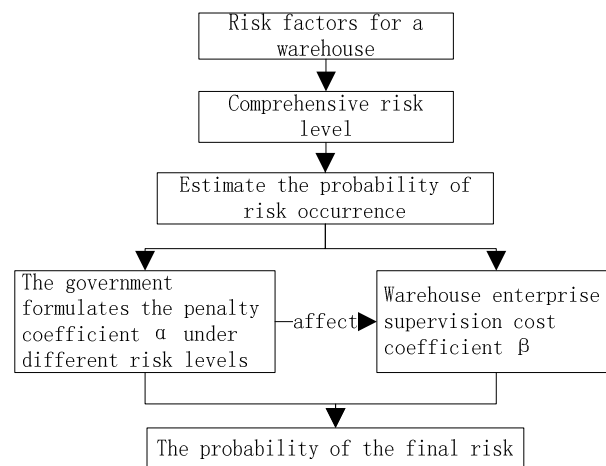 Risk factors for a
warehouse
Comprehensive risk
level
Estimate the probability of
risk occurrence
The government
formulates the penalty
coefficient α under
different risk levels
affect
Warehouse enterprise
supervision cost
coefficient β
The probability of the final risk